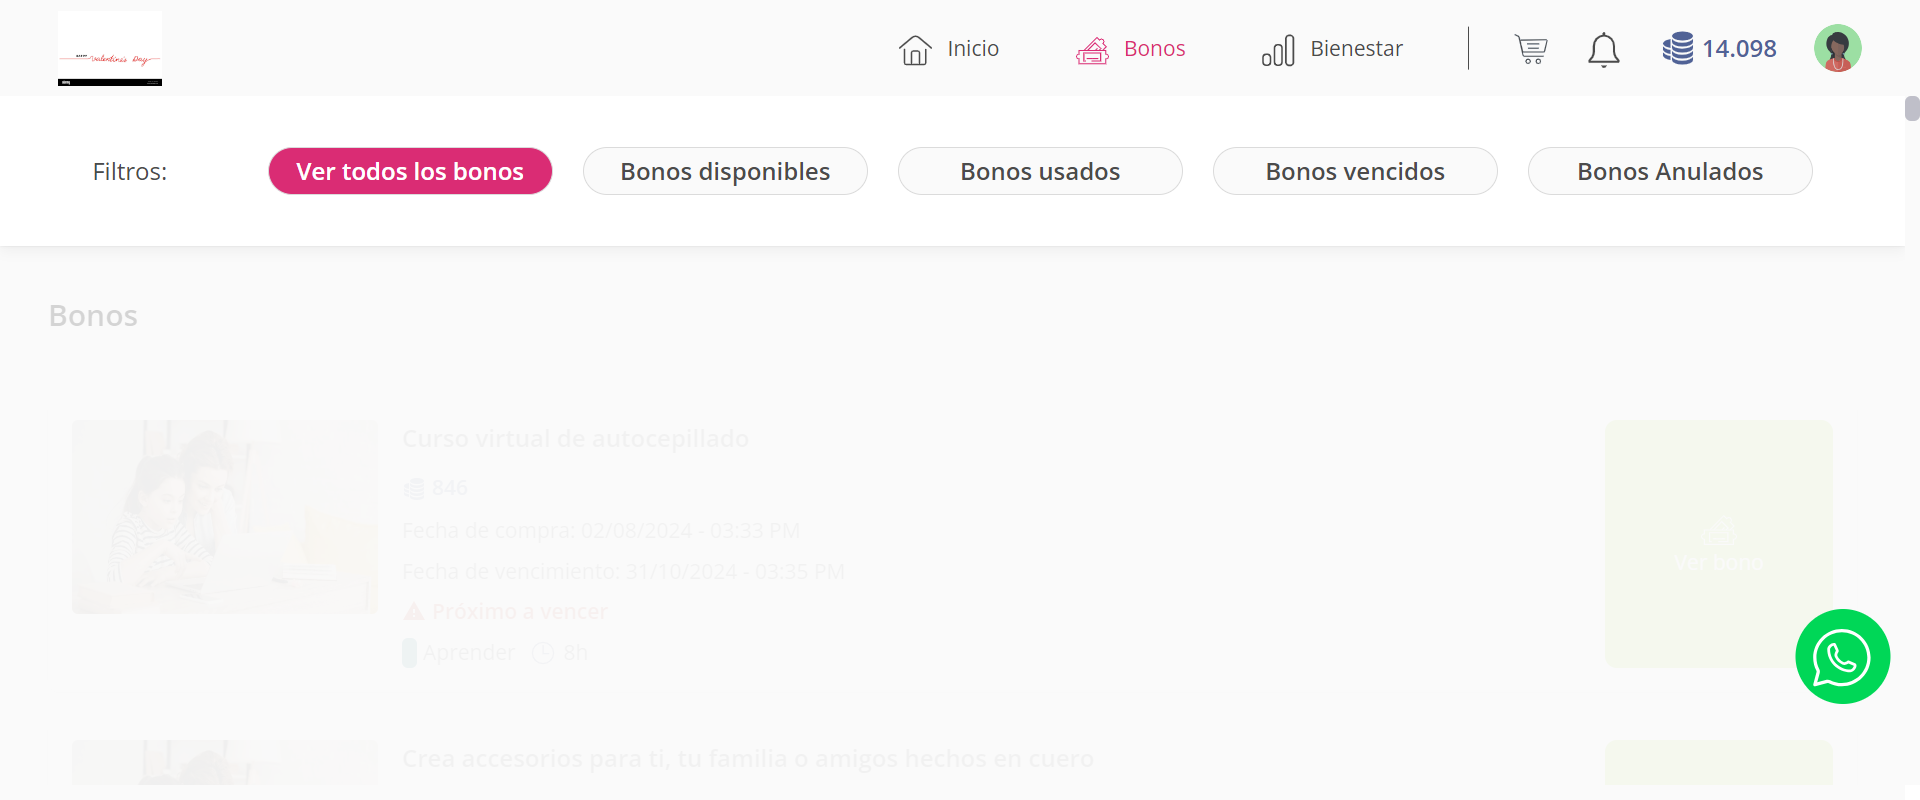 Valentin's Day
Inicio
Bonos
Bienestar
14.098
Filtros:
Ver todos los bonos
Bonos disponibles
Bonos usados
Bonos vencidos
Bonos Anulados
Bonos
Curso virtual de autocepillado
846
Fecha de compra: 02/08/2024 - 03:33 PM
Fecha de vencimiento: 31/10/2024 - 03:35 PM
Próximo a vencer
Aprender
8h
Ver bono
Crea accesorios para ti, tu familia o amigos hechos en cuero